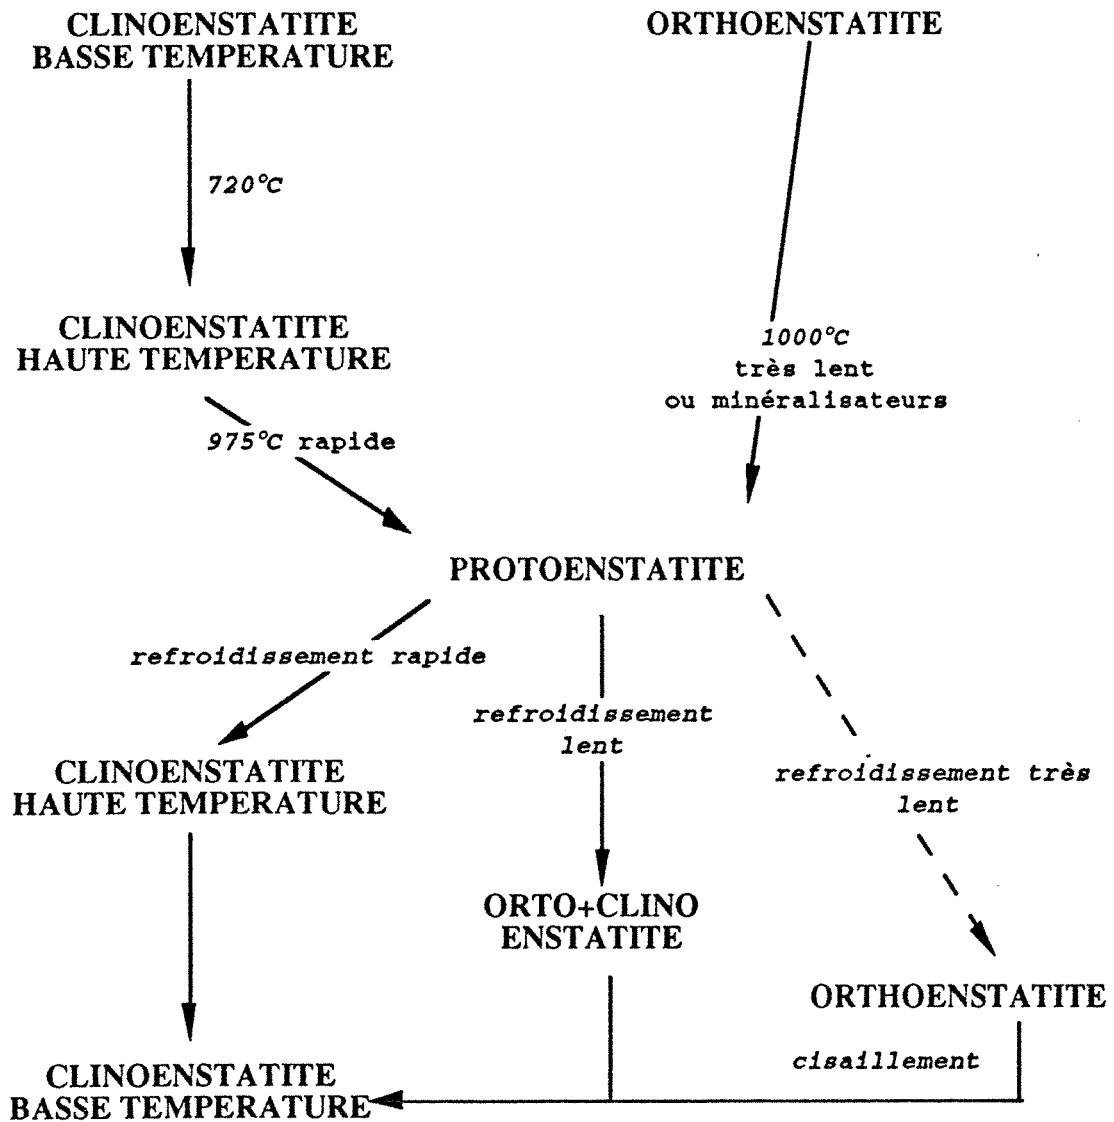 CLINOENSTATITE
BASSE TEMPERATURE
ORTHOENSTATITE
720°C
CLINOENSTATITE
HAUTE TEMPERATURE
1000°C
très lent
ou minéralisateurs
975°C rapide
PROTOENSTATITE
refroidissement rapide
refroidissement
lent
refroidissement très
lent
CLINOENSTATITE
HAUTE TEMPERATURE
ORTO+CLINO
ENSTATITE
ORTHOENSTATITE
cisaillement
CLINOENSTATITE
BASSE TEMPERATURE